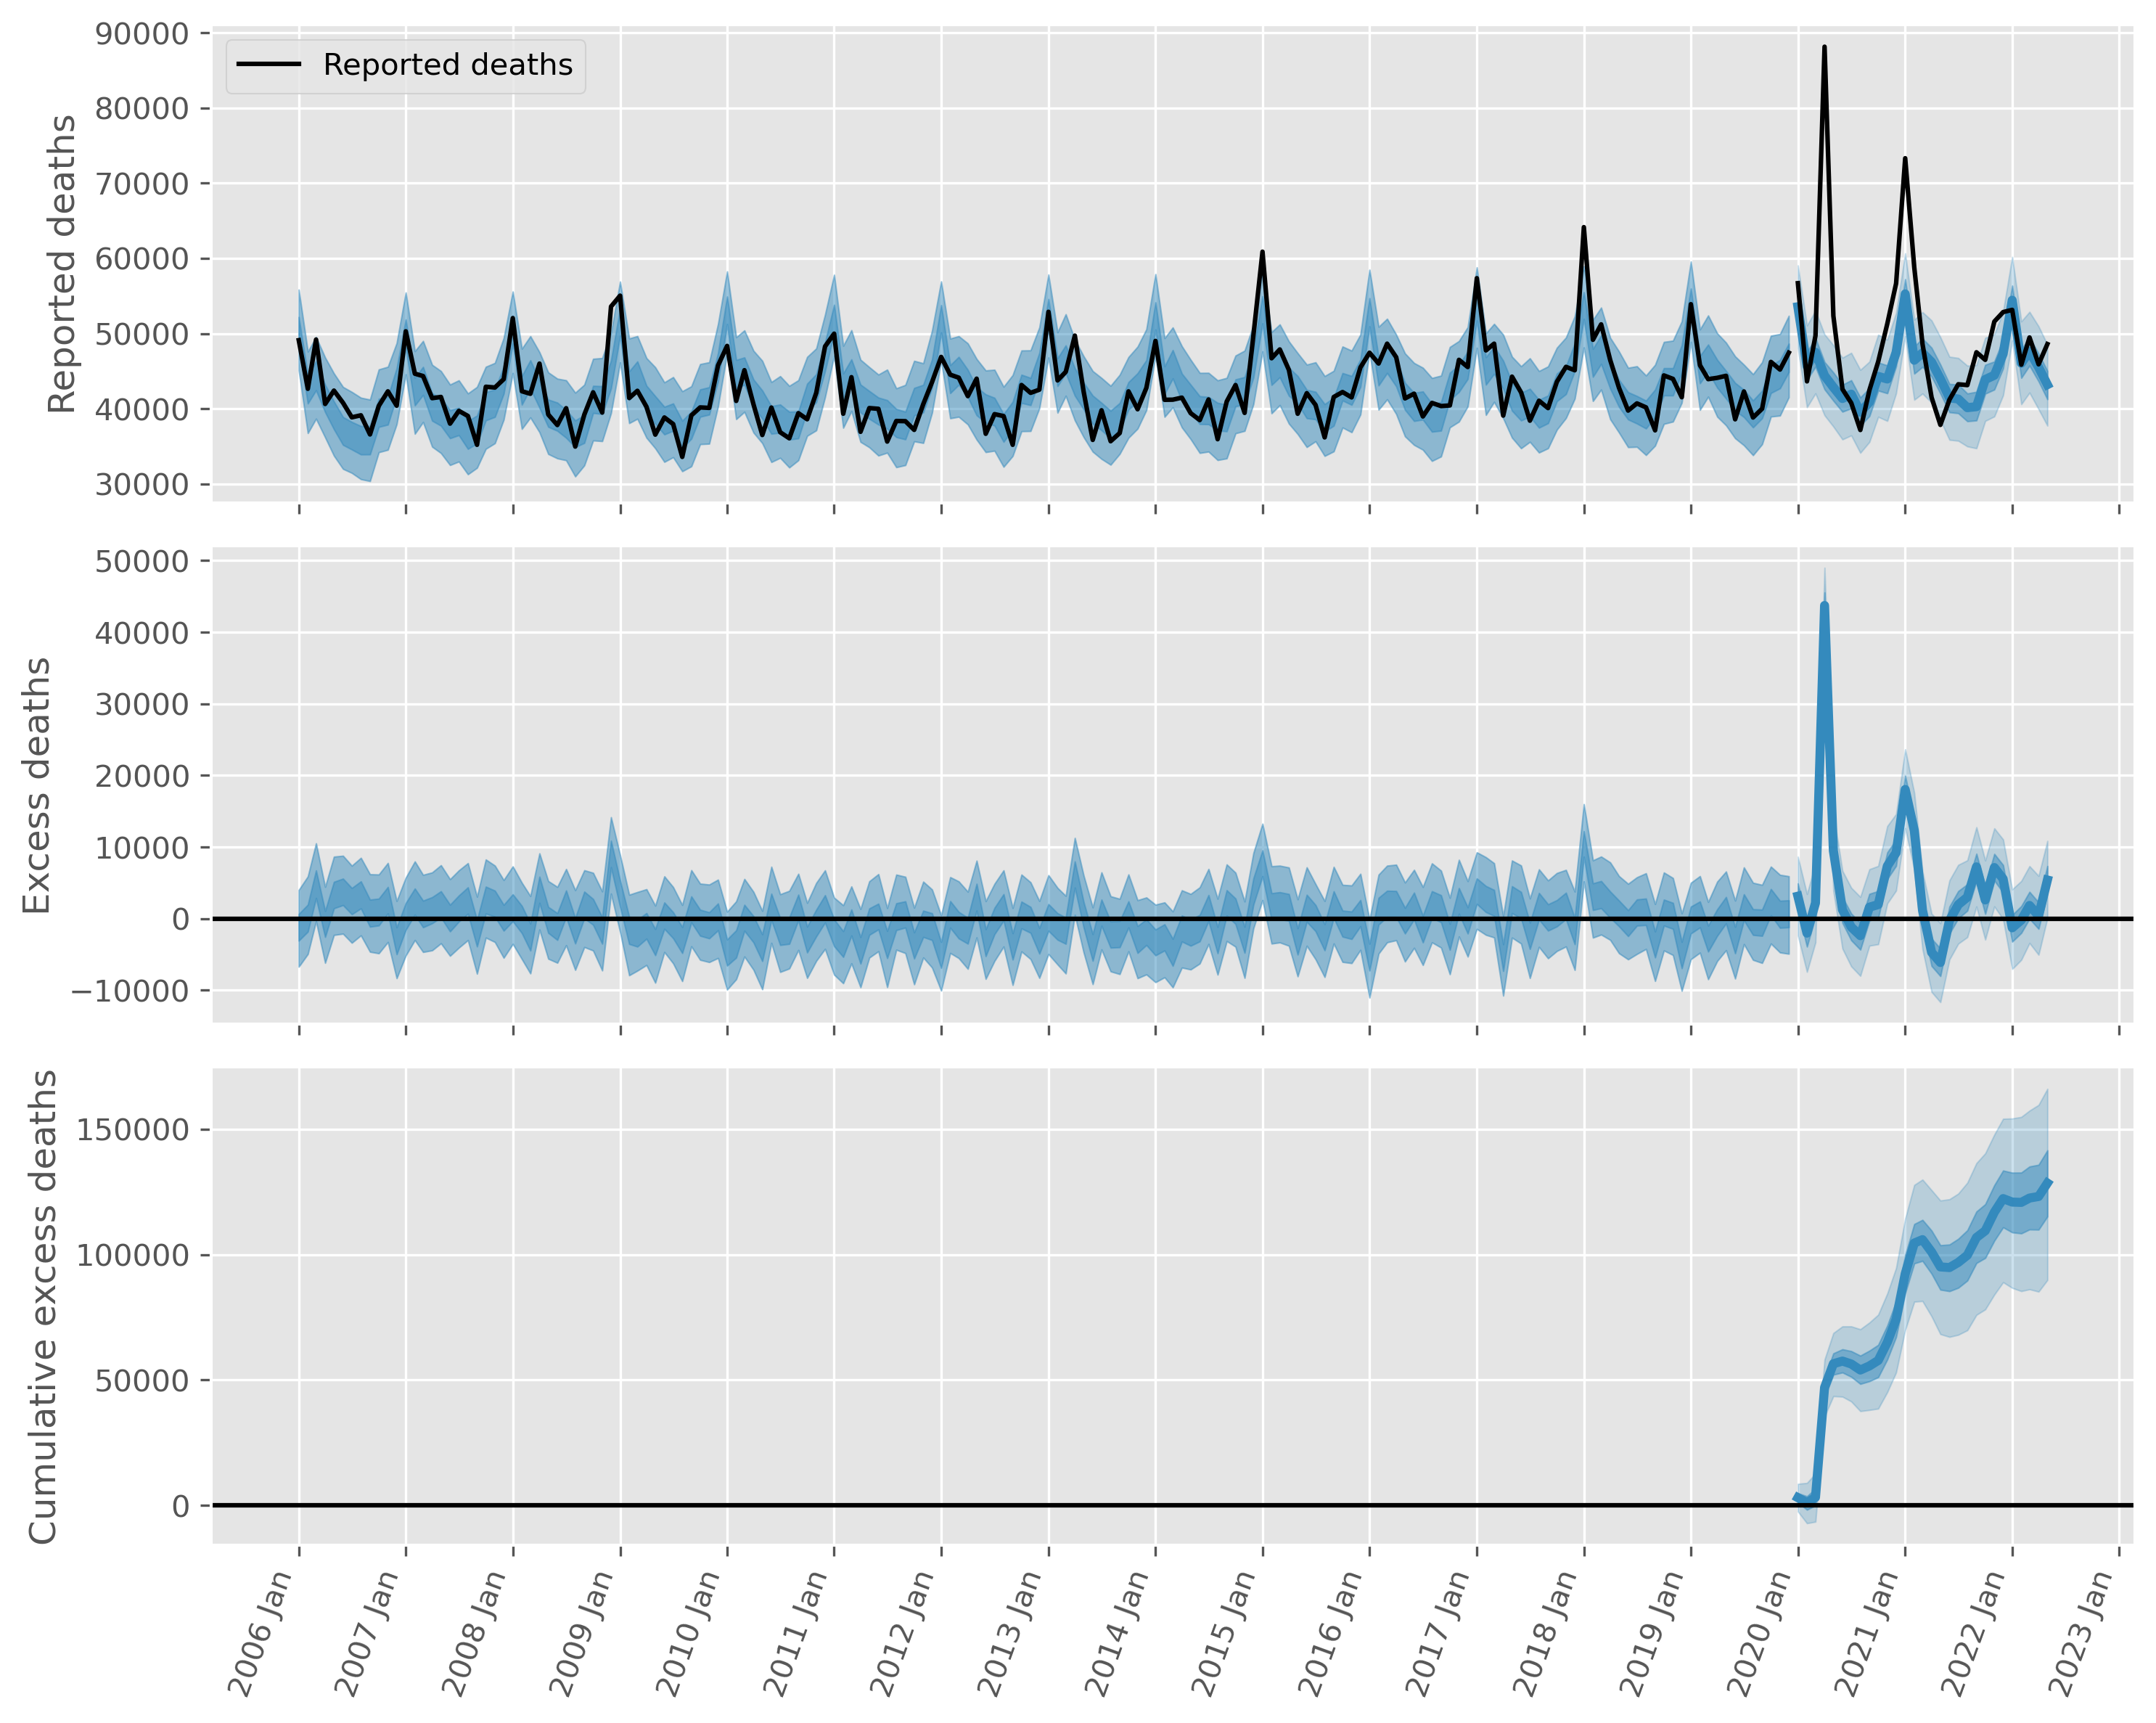 Reported deaths
90000
80000
70000
60000
50000
40000
30000
Reported deaths
Excess deaths
50000
40000
30000
20000
10000
0
−10000
Cumulative excess deaths
150000
100000
50000
0
2006 Jan
2007 Jan
2008 Jan
2009 Jan
2010 Jan
2011 Jan
2012 Jan
2013 Jan
2014 Jan
2015 Jan
2016 Jan
2017 Jan
2018 Jan
2019 Jan
2020 Jan
2021 Jan
2022 Jan
2023 Jan